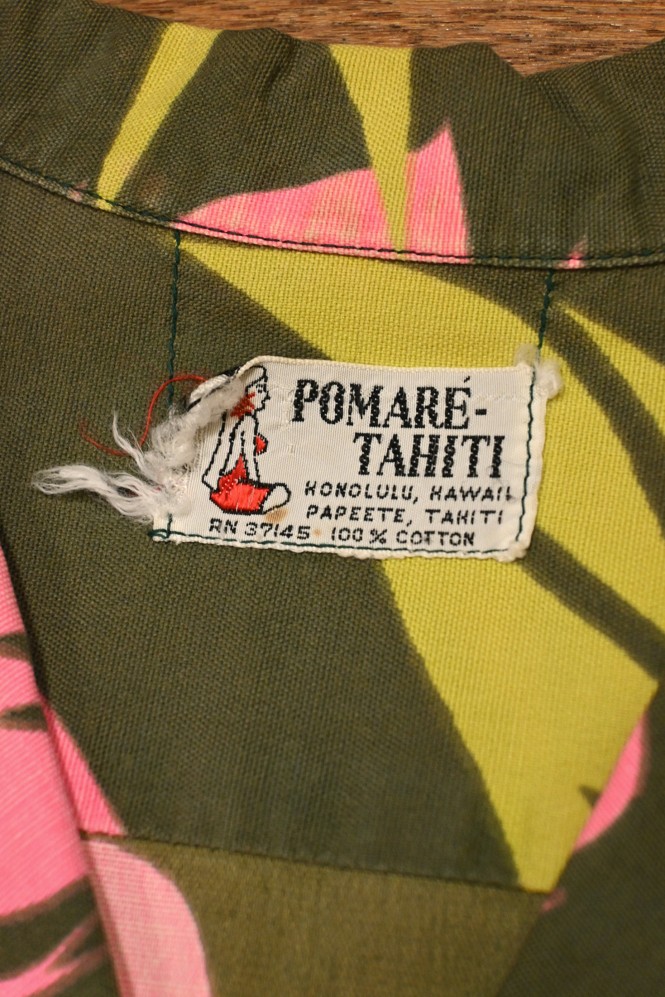 POMARÉ-
TAHITI
HONOLULU, HAWAII
PAPEETE, TAHITI
RN 37145 100% COTTON